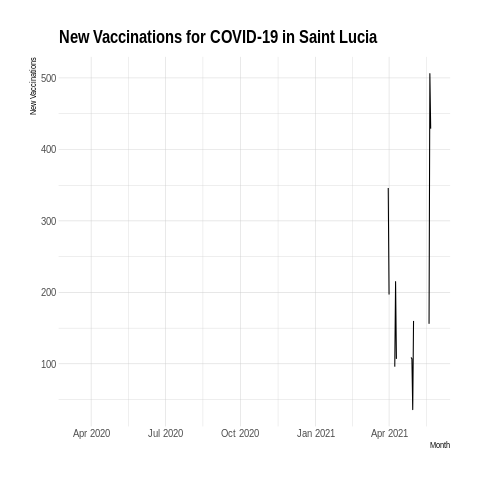 New Vaccinations for COVID-19 in Saint Lucia
New Vaccinations
500
400
300
200
100
Apr 2020 Jul 2020 Oct 2020 Jan 2021 Apr 2021
Month